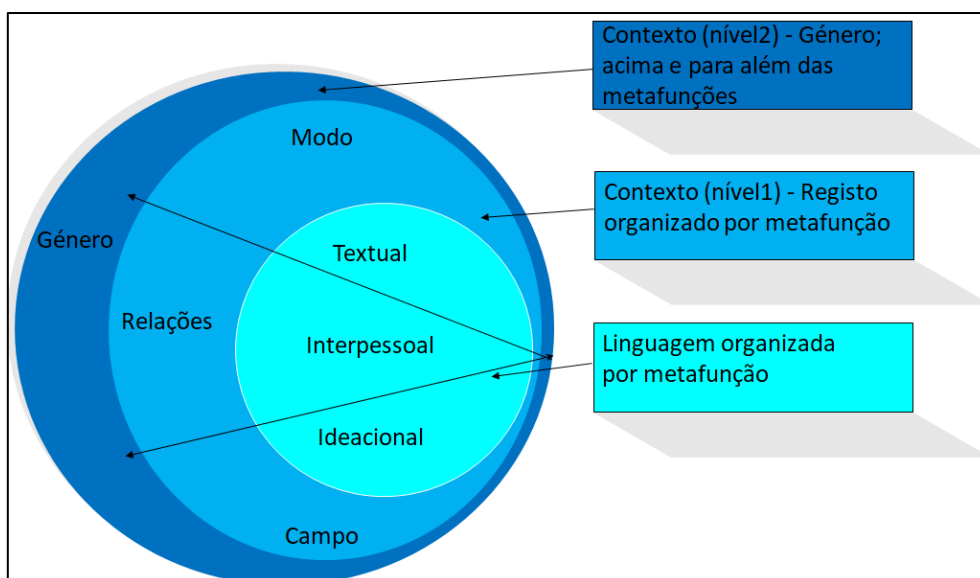 Contexto (nível2) - Género;
acima e para além das
metafunções
Modo
Contexto (nível1) - Registo
organizado por metafunção
Género
Textual
Relações
Interpessoal
Linguagem organizada
por metafunção
Ideacional
Campo